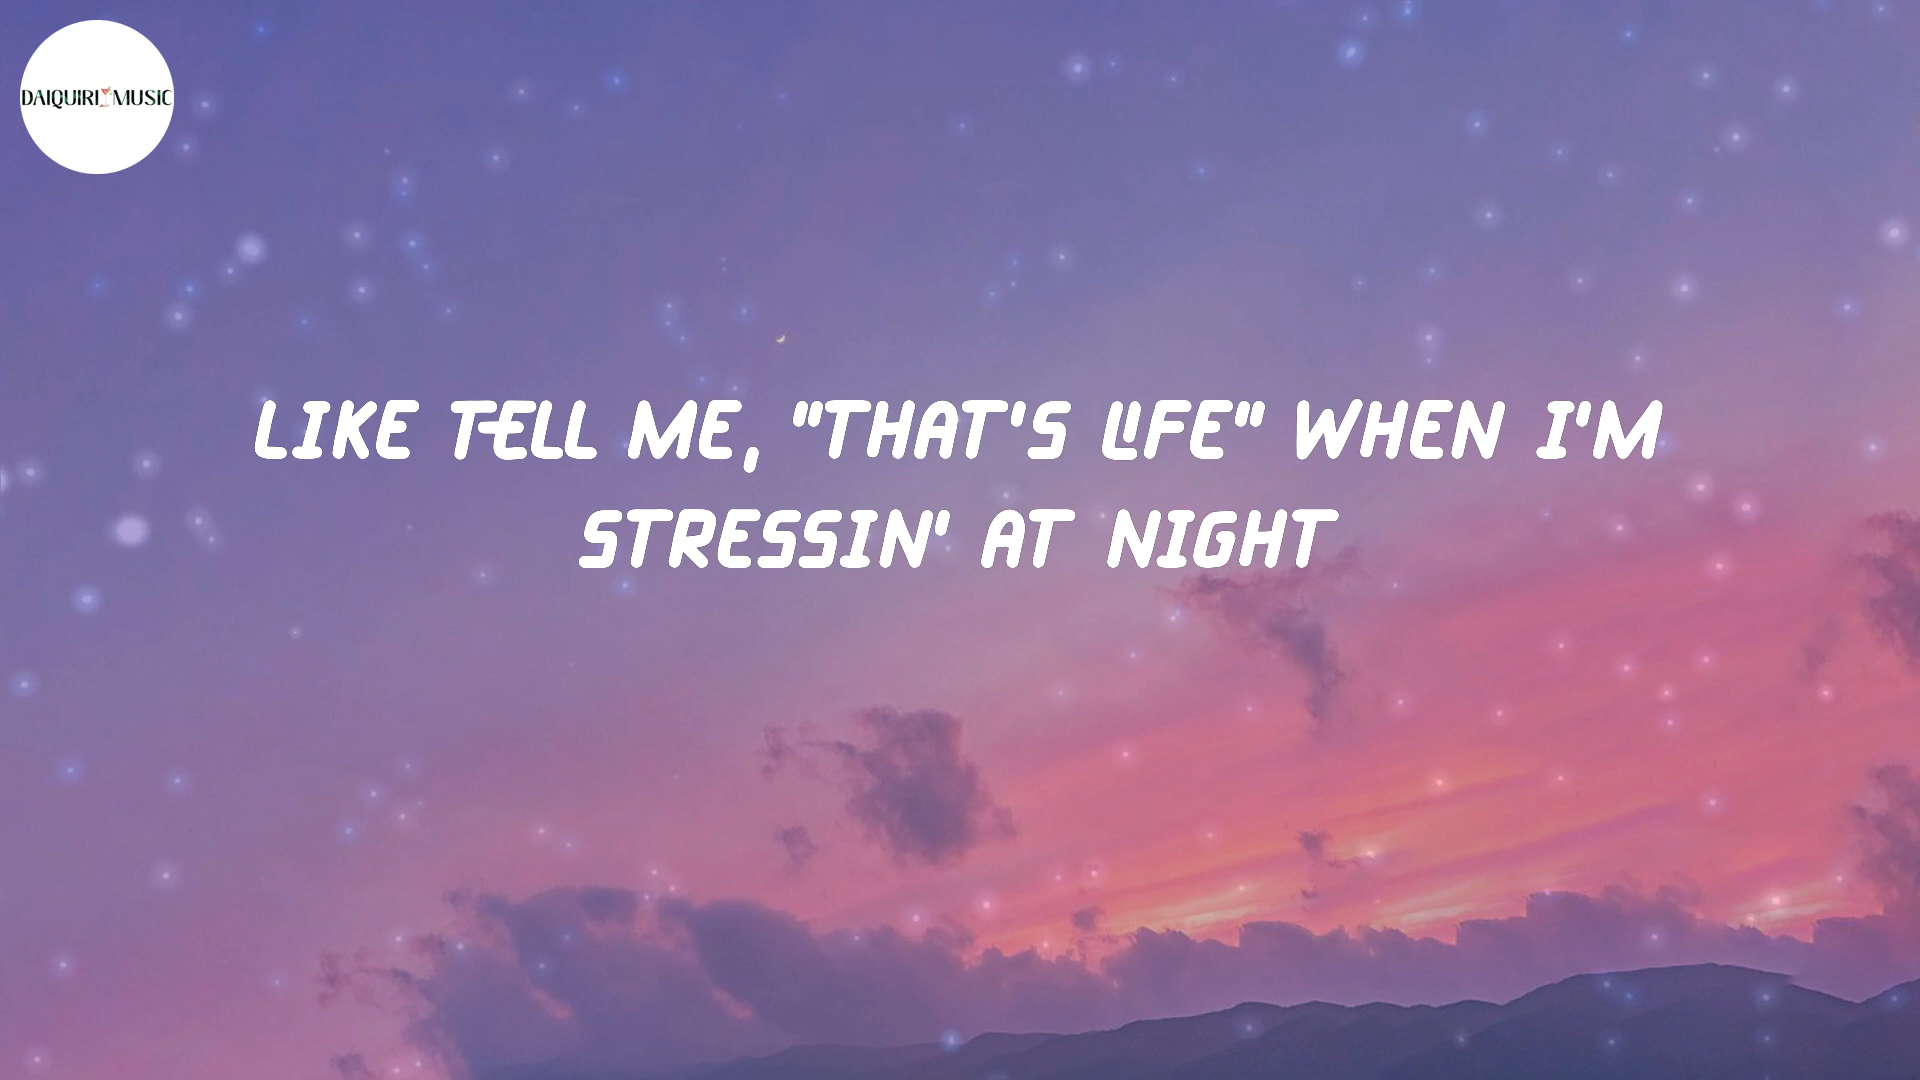 DAIQUIRI MUSIC
LIKE TELL ME, "THAT'S LIFE" WHEN I'M
STRESSIN' AT NIGHT